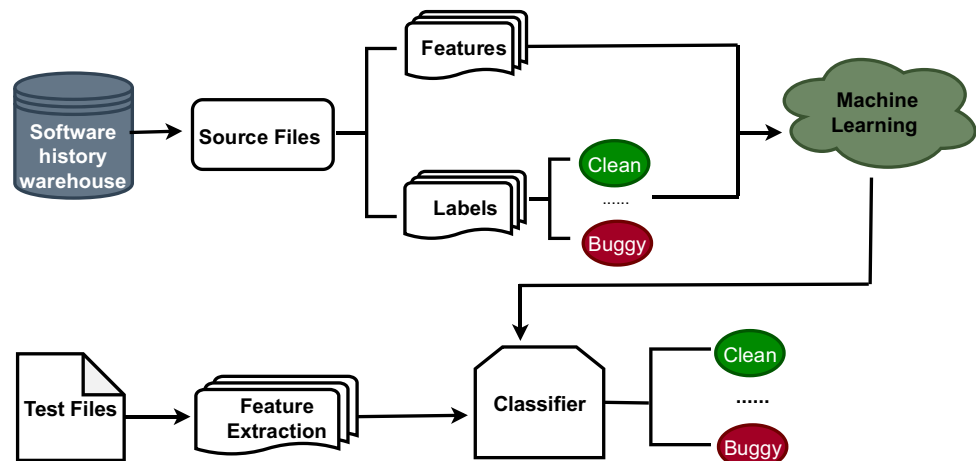 Features
Software
history
warehouse
Source Files
Machine
Learning
Labels
Clean
......
Buggy
Test Files
Feature
Extraction
Classifier
Clean
......
Buggy